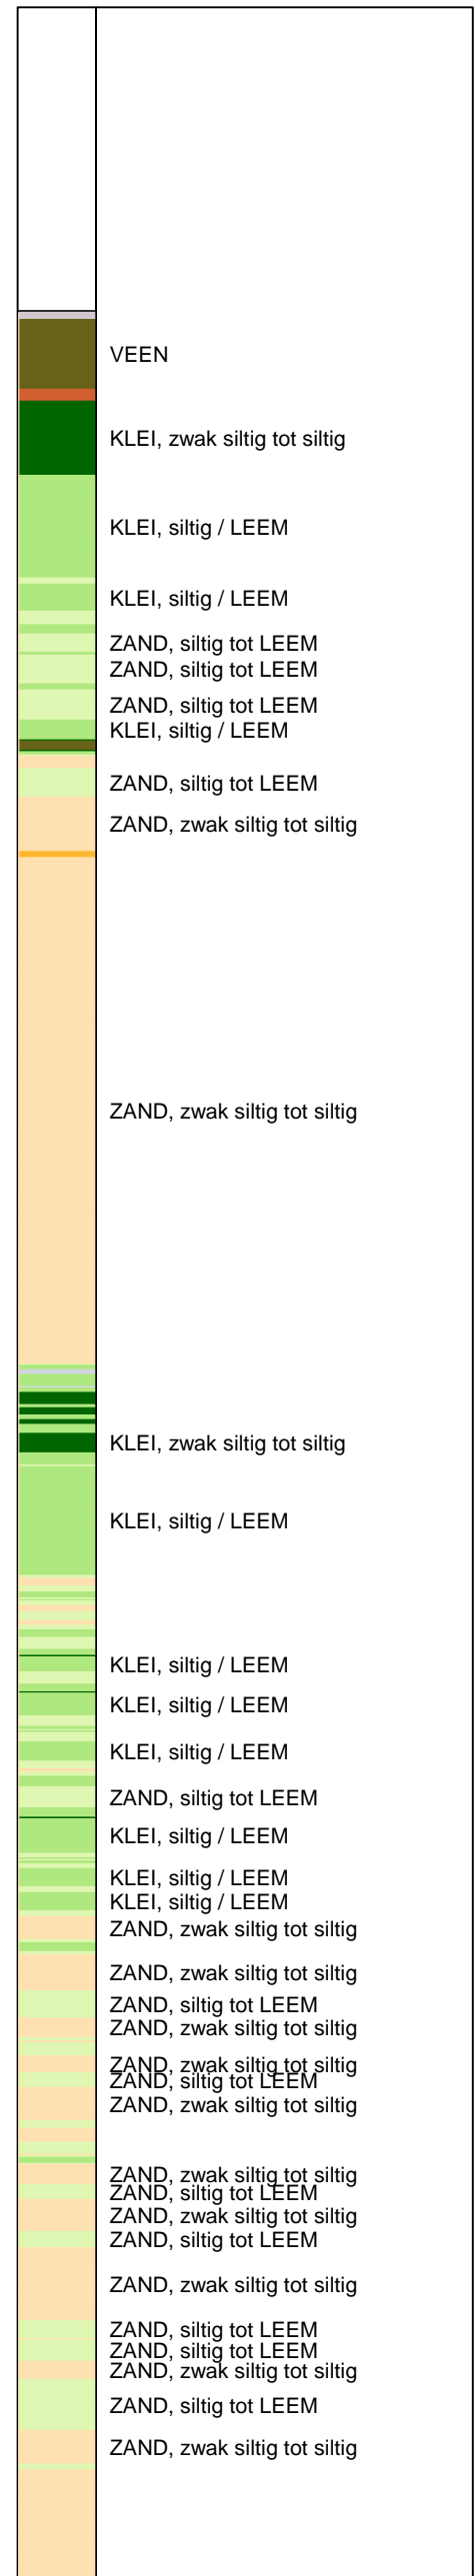 VEEN
KLEI, zwak siltig tot siltig
KLEI, siltig / LEEM
KLEI, siltig / LEEM
ZAND, siltig tot LEEM
ZAND, siltig tot LEEM
ZAND, siltig tot LEEM
KLEI, siltig / LEEM
ZAND, siltig tot LEEM
ZAND, zwak siltig tot siltig
ZAND, zwak siltig tot siltig
KLEI, zwak siltig tot siltig
KLEI, siltig / LEEM
KLEI, siltig / LEEM
KLEI, siltig / LEEM
KLEI, siltig / LEEM
ZAND, siltig tot LEEM
KLEI, siltig / LEEM
KLEI, siltig / LEEM
KLEI, siltig / LEEM
ZAND, zwak siltig tot siltig
ZAND, zwak siltig tot siltig
ZAND, siltig tot LEEM
ZAND, zwak siltig tot siltig
ZAND, zwak siltig tot siltig
ZAND, siltig tot LEEM
ZAND, zwak siltig tot siltig
ZAND, zwak siltig tot siltig
ZAND, siltig tot LEEM
ZAND, zwak siltig tot siltig
ZAND, siltig tot LEEM
ZAND, zwak siltig tot siltig
ZAND, siltig tot LEEM
ZAND, siltig tot LEEM
ZAND, zwak siltig tot siltig
ZAND, siltig tot LEEM
ZAND, zwak siltig tot siltig